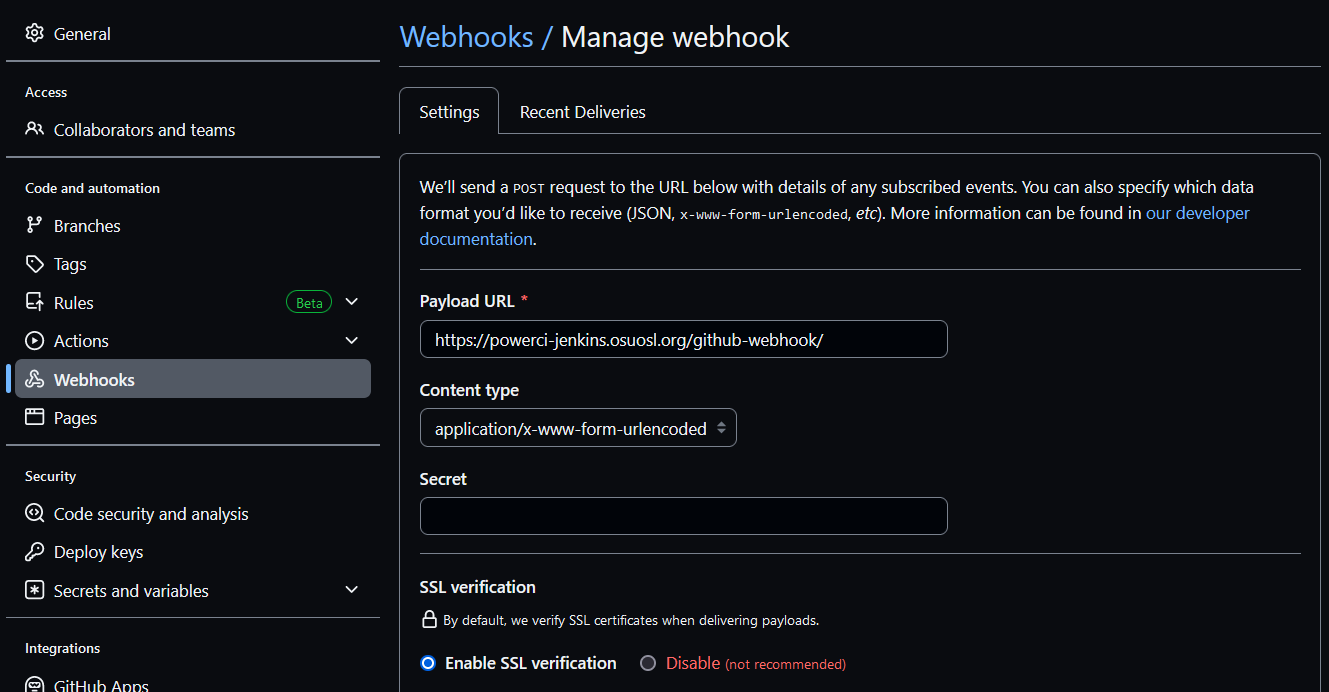 General
Access
Collaborators and teams
Code and automation
Branches
Tags
Rules Beta
Actions
Webhooks
Pages
Security
Code security and analysis
Deploy keys
Secrets and variables
Integrations
GitHub Apps
Webhooks / Manage webhook
Settings Recent Deliveries
We’ll send a POST request to the URL below with details of any subscribed events. You can also specify which data
format you’d like to receive (JSON, x-www-form-urlencoded, etc). More information can be found in our developer
documentation.
Payload URL *
https://powerci-jenkins.osuosl.org/github-webhook/
Content type
application/x-www-form-urlencoded
Secret
SSL verification
By default, we verify SSL certificates when delivering payloads.
Enable SSL verification Disable (not recommended)